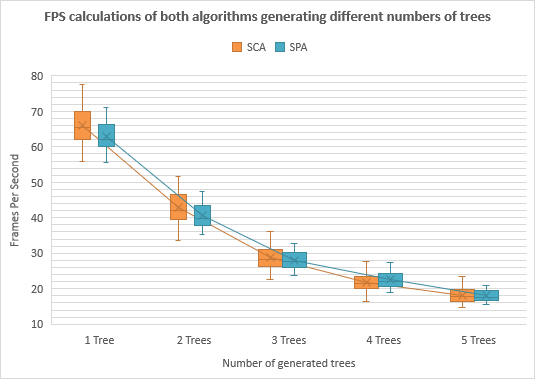 FPS calculations of both algorithms generating different numbers of trees
SCA SPA
80
70
60
50
40
30
20
10
Frames Per Second
1 Tree 2 Trees 3 Trees 4 Trees 5 Trees
Number of generated trees